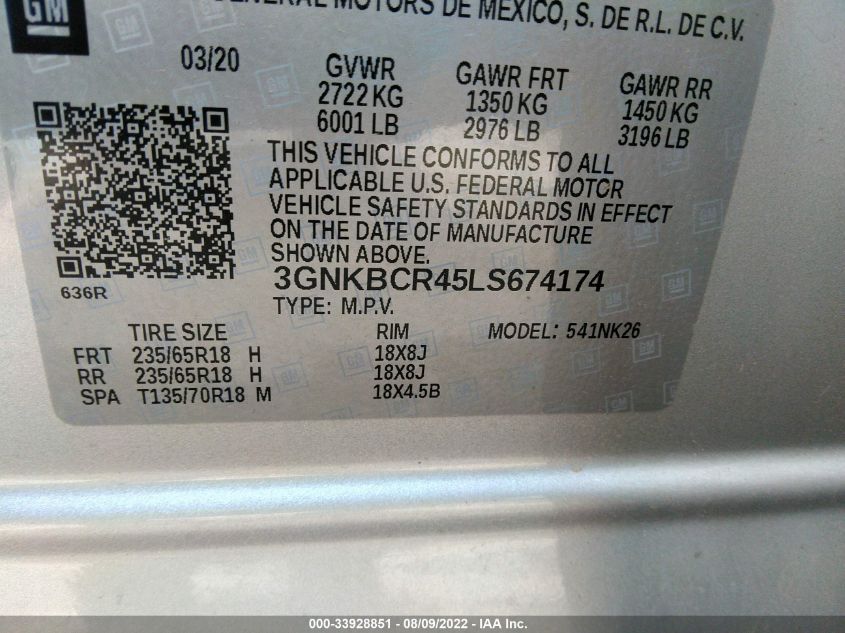 GM
GENERAL MOTORS DE MEXICO, S. DE R.L. DE C.V.
03/20 GVWR GAWR FRT GAWR RR
2722 KG 1350 KG 1450 KG
6001 LB 2976 LB 3196 LB
THIS VEHICLE CONFORMS TO ALL
APPLICABLE U.S. FEDERAL MOTOR
VEHICLE SAFETY STANDARDS IN EFFECT
ON THE DATE OF MANUFACTURE
SHOWN ABOVE.
636R
3GNKBCR45LS674174
TYPE: M.P.V.
TIRE SIZE RIM MODEL: 541NK26
FRT 235/65R18 H 18X8J
RR 235/65R18 H 18X8J
SPA T135/70R18 M 18X4.5B
000-33928851 - 08/09/2022 - IAA Inc.